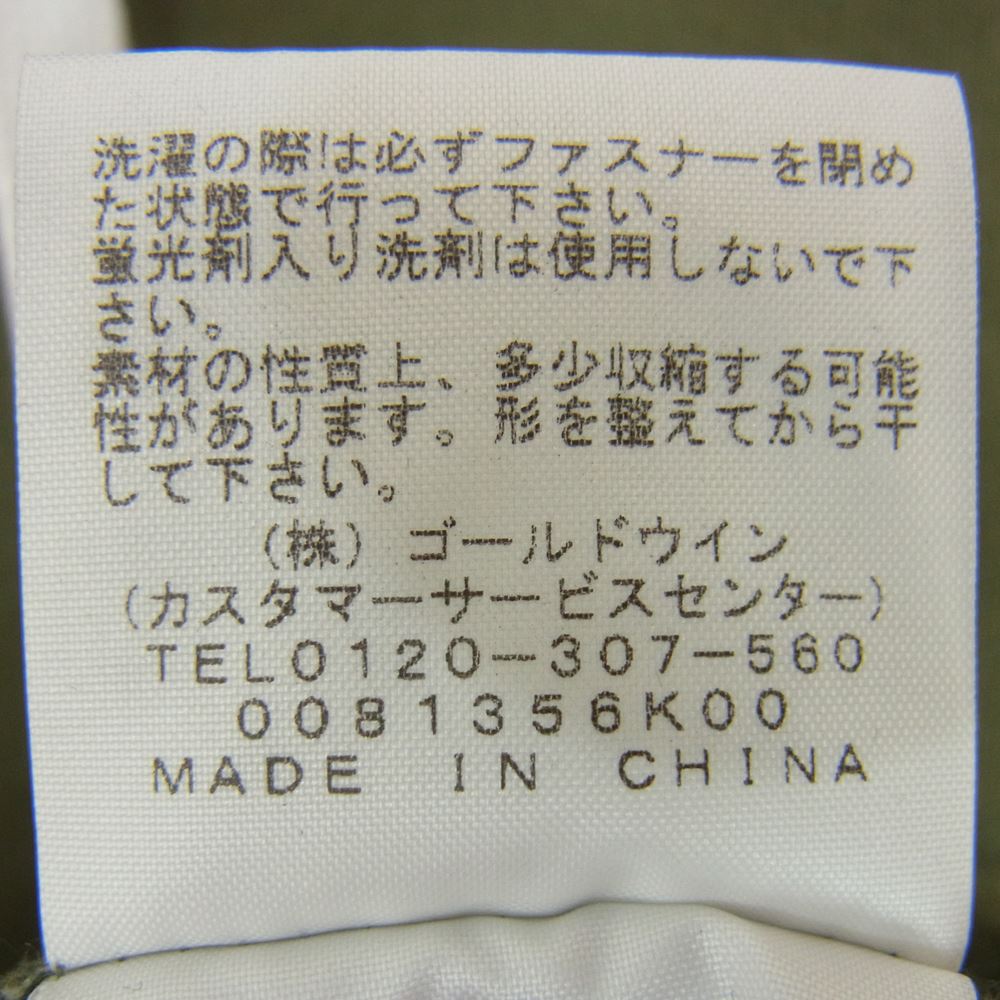 洗濯の際は必ずファスナーを閉め
た状態で行って下さい。
蛍光剤入り洗剤は使用しないで下
さい。
素材の性質上、多少収縮する可能
性があります。形を整えてから干
して下さい。
(株)ゴールドウイン
(カスタマーサービスセンター)
TEL0120-307-560
0081356K00
MADE IN CHINA